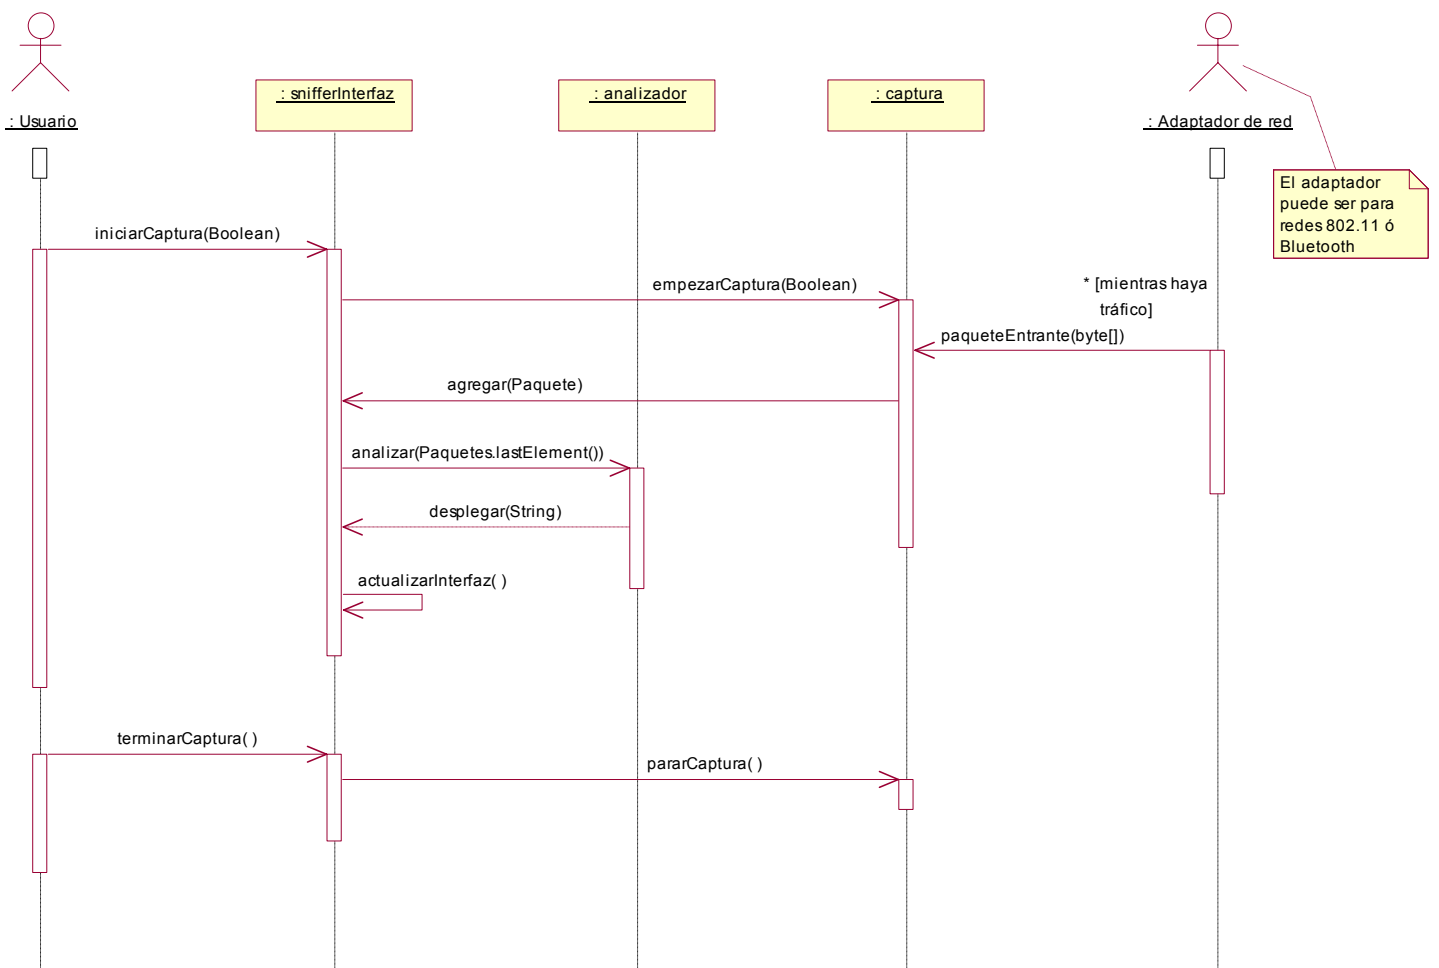 : Usuario
: snifferInterfaz
: analizador
: captura
: Adaptador de red
El adaptador
puede ser para
redes 802.11 ó
Bluetooth
iniciarCaptura(Boolean)
empezarCaptura(Boolean)
* [mientras haya
tráfico]
paqueteEntrante(byte[])
agregar(Paquete)
analizar(Paquetes.lastElement())
desplegar(String)
actualizarInterfaz( )
terminarCaptura( )
pararCaptura( )